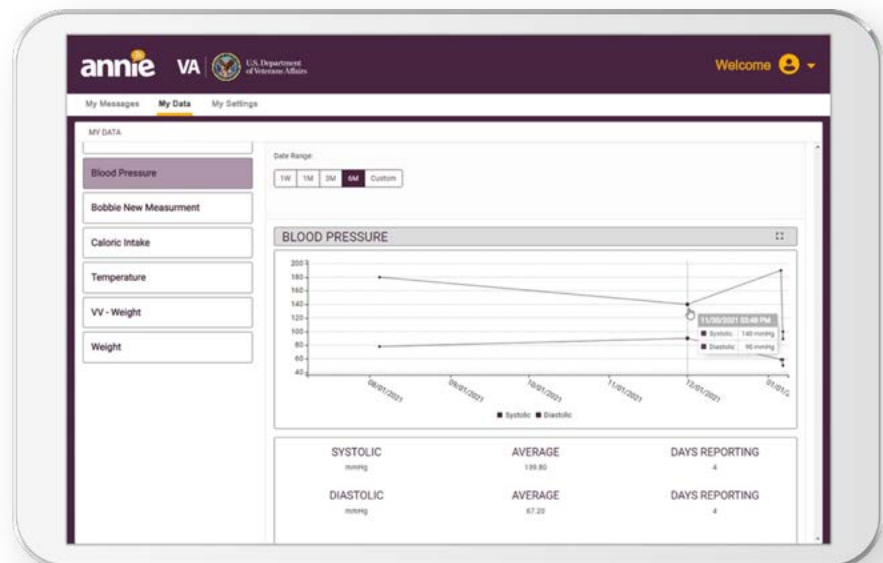 annie VA U.S. Department
of Veterans Affairs
Welcome
My Messages My Data My Settings
MY DATA
Blood Pressure
Bobbie New Measurment
Caloric Intake
Temperature
VV - Weight
Weight
Date Range:
1W 1M 3M 6M Custom
BLOOD PRESSURE
200
180
160
140
120
100
80
60
40
08/01/2021 09/01/2021 10/01/2021 11/01/2021 12/01/2021 01/01/2
11/30/2021 03:48 PM
Systolic 140 mmHg
Diastolic 90 mmHg
Systolic Diastolic
SYSTOLIC AVERAGE DAYS REPORTING
mmHg 139.80 4
DIASTOLIC AVERAGE DAYS REPORTING
mmHg 67.20 4